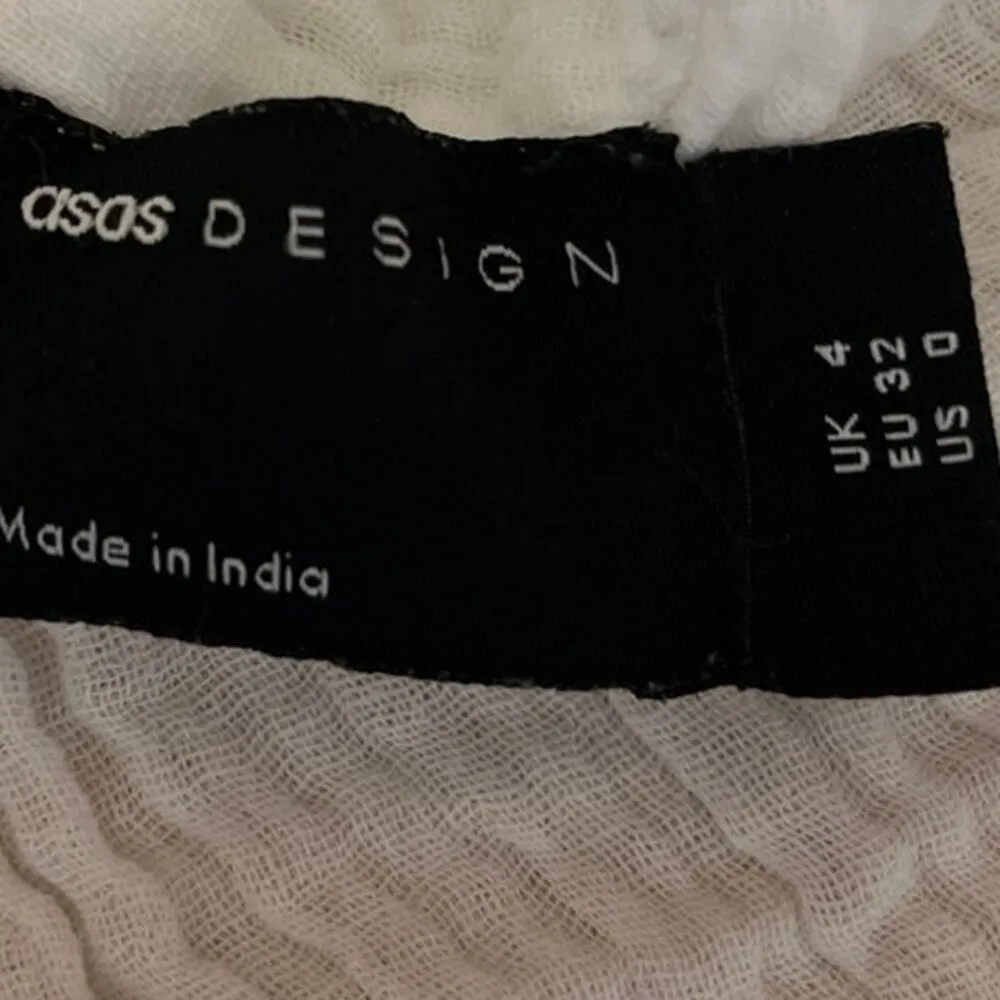 asos DESIGN
Made in India
UK 4
EU 32
US 0